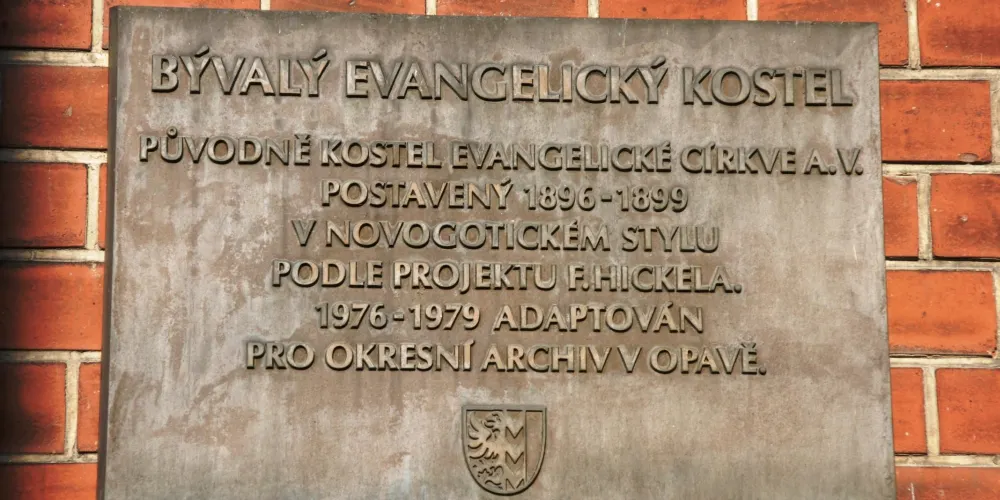 BÝVALÝ EVANGELICKÝ KOSTEL
PŮVODNĚ KOSTEL EVANGELICKÉ CÍRKVE A.V.
POSTAVENÝ 1896-1899
V NOVOGOTICKÉM STYLU
PODLE PROJEKTU F.HICKELA.
1976-1979 ADAPTOVÁN
PRO OKRESNÍ ARCHIV V OPAVĚ.